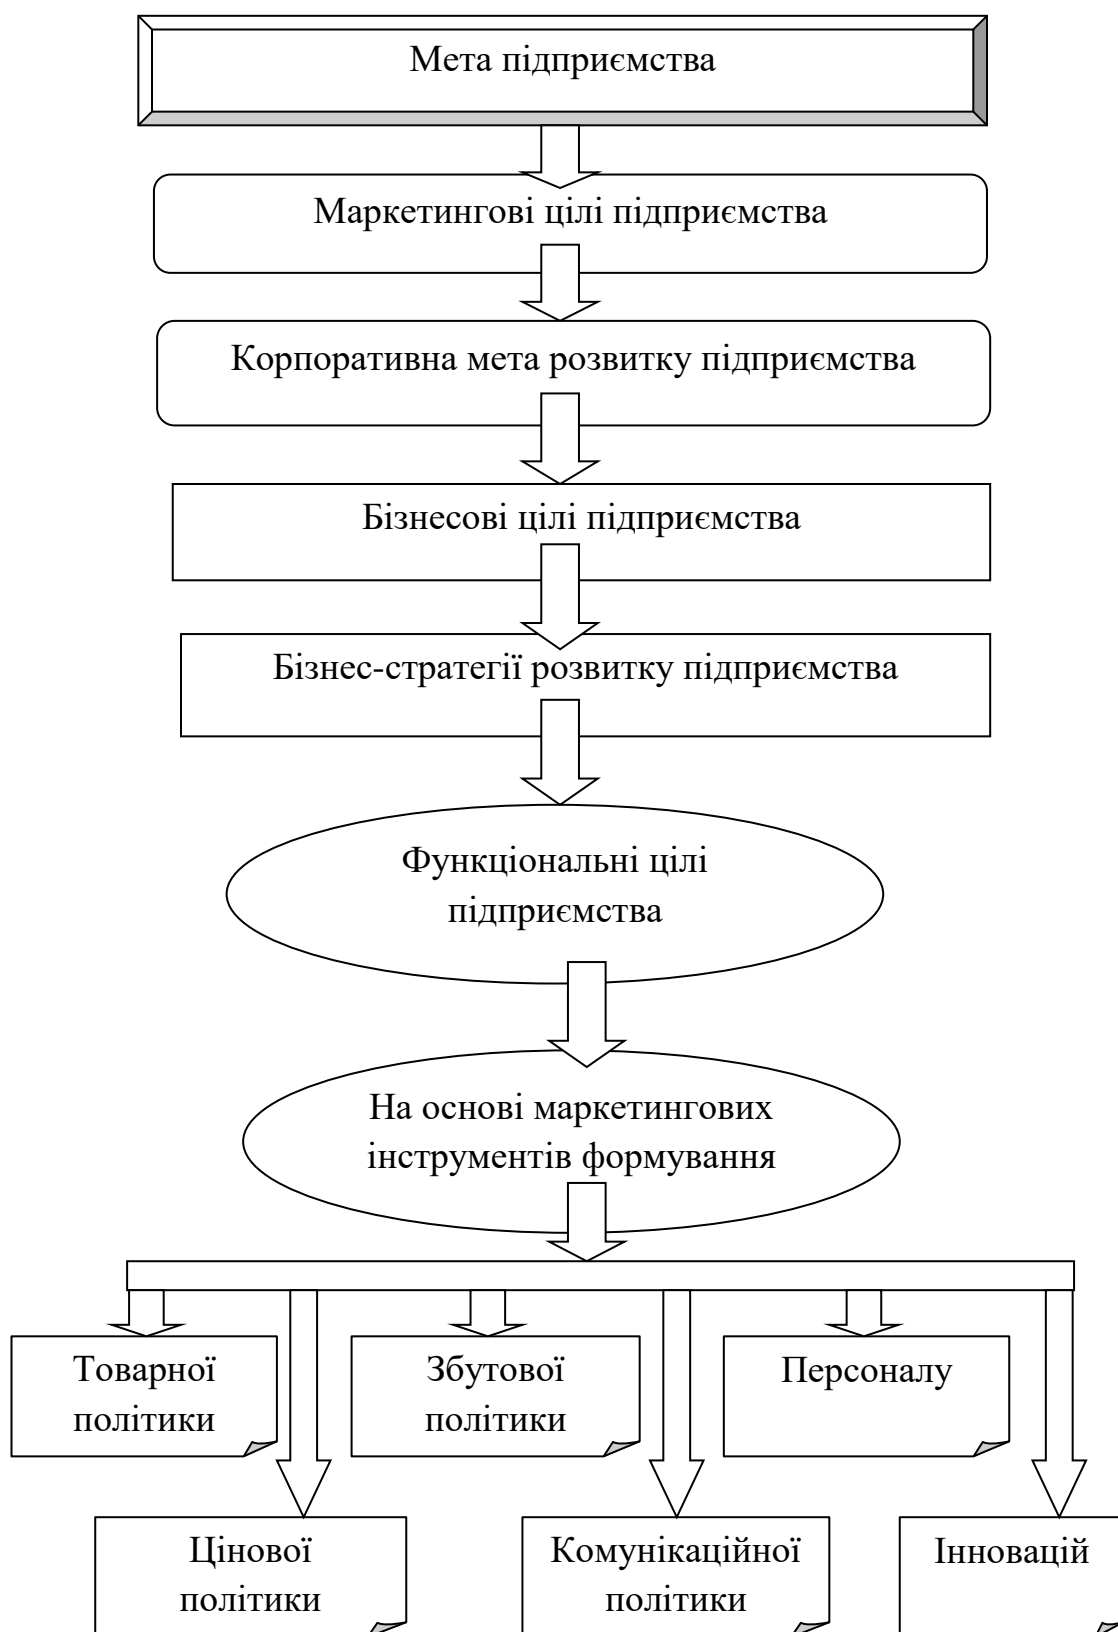 Мета підприємства
Маркетингові цілі підприємства
Корпоративна мета розвитку підприємства
Бізнесові цілі підприємства
Бізнес-стратегії розвитку підприємства
Функціональні цілі
підприємства
На основі маркетингових
інструментів формування
Товарної
політики
Збутової
політики
Персоналу
Цінової
політики
Комунікаційної
політики
Інновацій